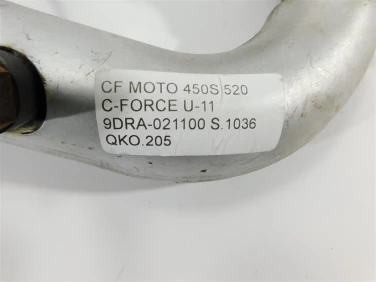 CF MOTO 450S 520
C-FORCE U-11
9DRA-021100 S.1036
QKO.205